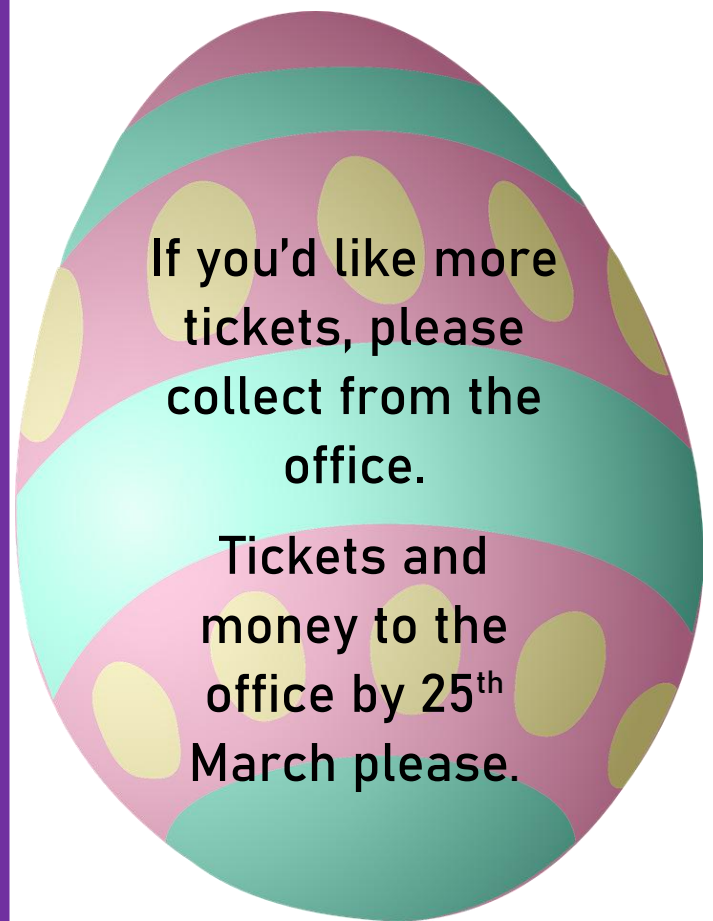 If you’d like more
tickets, please
collect from the
office.
Tickets and
money to the
office by 25th
March please.